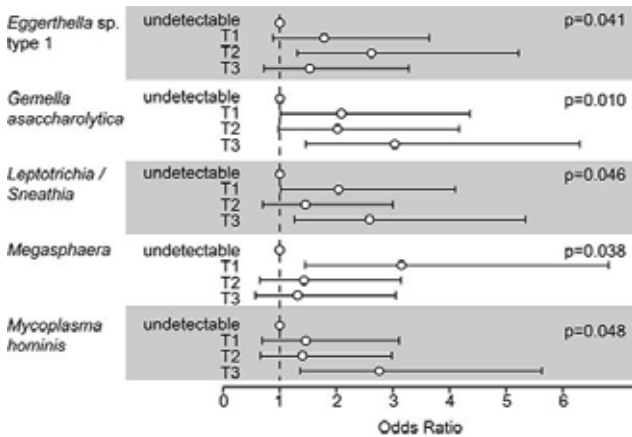 Eggerthella sp. type 1
undetectable
T1
T2
T3
p=0.041
Gemella asaccharolytica
undetectable
T1
T2
T3
p=0.010
Leptotrichia / Sneathia
undetectable
T1
T2
T3
p=0.046
Megasphaera
undetectable
T1
T2
T3
p=0.038
Mycoplasma hominis
undetectable
T1
T2
T3
p=0.048
0 1 2 3 4 5 6
Odds Ratio